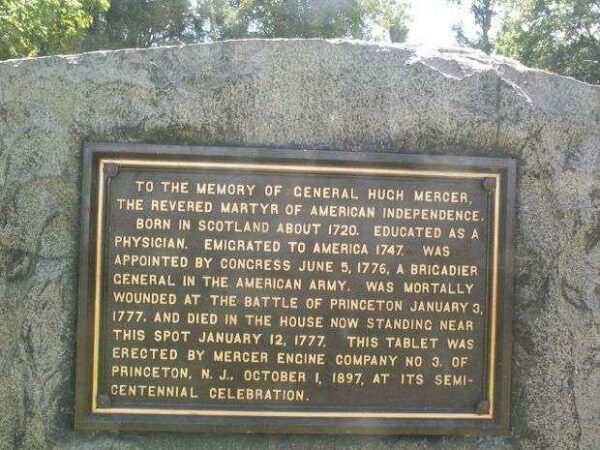 TO THE MEMORY OF GENERAL HUGH MERCER,
THE REVERED MARTYR OF AMERICAN INDEPENDENCE.
BORN IN SCOTLAND ABOUT 1720. EDUCATED AS A
PHYSICIAN. EMIGRATED TO AMERICA 1747. WAS
APPOINTED BY CONGRESS JUNE 5, 1776, A BRIGADIER
GENERAL IN THE AMERICAN ARMY. WAS MORTALLY
WOUNDED AT THE BATTLE OF PRINCETON JANUARY 3,
1777, AND DIED IN THE HOUSE NOW STANDING NEAR
THIS SPOT JANUARY 12, 1777. THIS TABLET WAS
ERECTED BY MERCER ENGINE COMPANY NO 3. OF
PRINCETON, N. J., OCTOBER 1, 1897, AT ITS SEMI-
CENTENNIAL CELEBRATION.